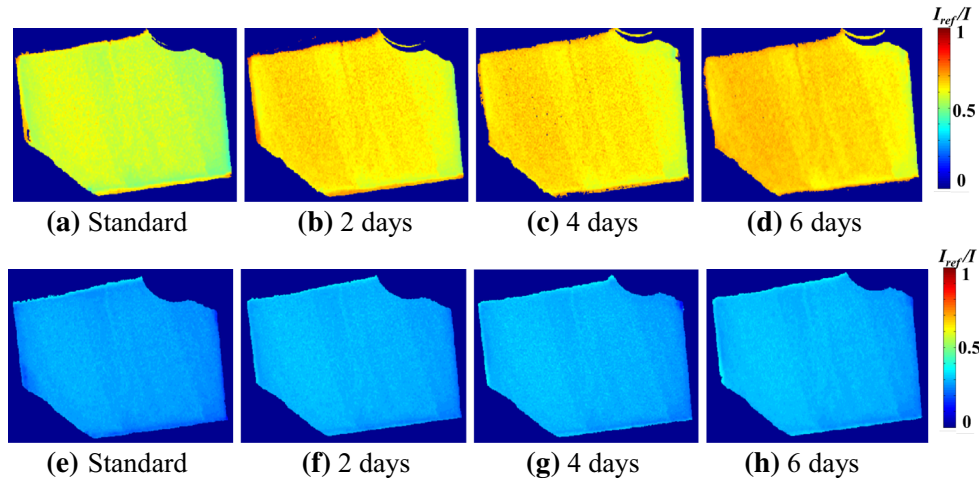 I_ref/I
1
0.5
0
(a) Standard
(b) 2 days
(c) 4 days
(d) 6 days
I_ref/I
1
0.5
0
(e) Standard
(f) 2 days
(g) 4 days
(h) 6 days